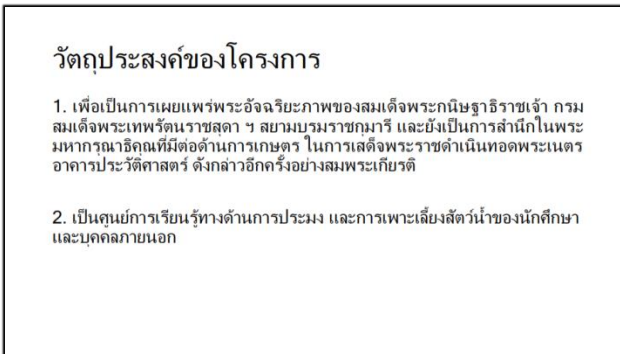 วัตถุประสงค์ของโครงการ
1. เพื่อเป็นการเผยแพร่พระอัจฉริยะภาพของสมเด็จพระกนิษฐาธิราชเจ้า กรม
สมเด็จพระเทพรัตนราชสุดา ฯ สยามบรมราชกุมารี และยังเป็นการสำนึกในพระ
มหากรุณาธิคุณที่มีต่อด้านการเกษตร ในการเสด็จพระราชดำเนินทอดพระเนตร
อาคารประวัติศาสตร์ ดังกล่าวอีกครั้งอย่างสมพระเกียรติ
2. เป็นศูนย์การเรียนรู้ทางด้านการประมง และการเพาะเลี้ยงสัตว์น้ำของนักศึกษา
และบุคคลภายนอก